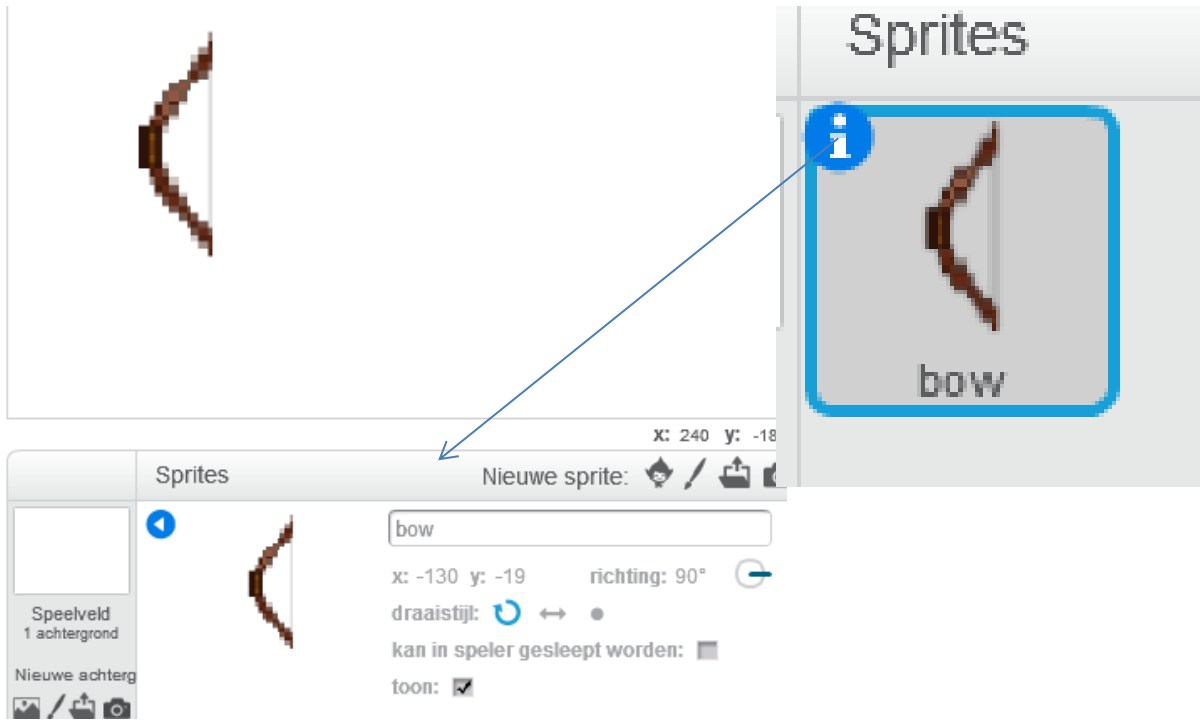 Sprites
bow
x: 240 y: -18
Sprites
Nieuwe sprite:
bow
x: -130 y: -19 richting: 90°
draaistijl:
kan in speler gesleept worden:
toon:
Speelveld
1 achtergrond
Nieuwe achterg